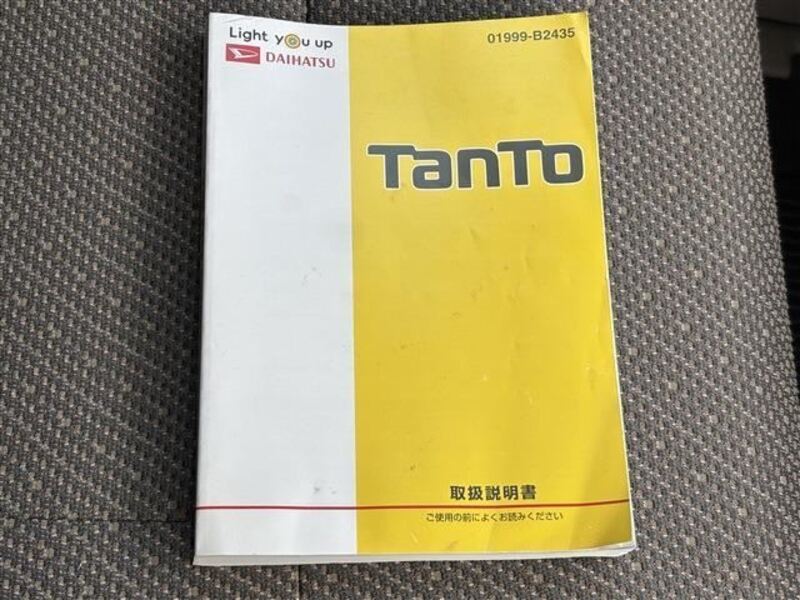 Light you up
DAIHATSU
01999-B2435
TanTo
取扱説明書
ご使用の前によくお読みください